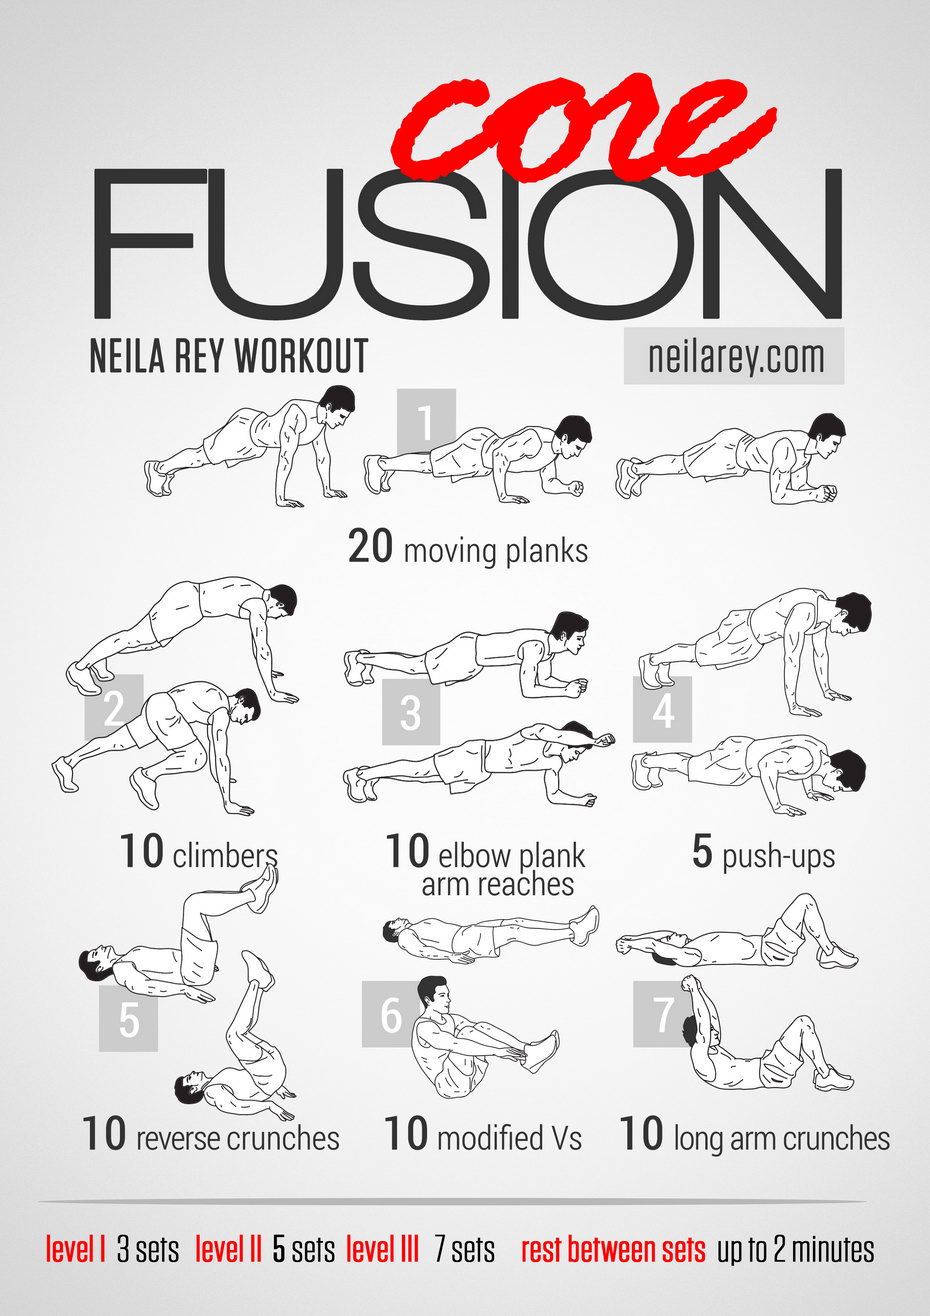 core
FUSION
NEILA REY WORKOUT
neilarey.com
1
20 moving planks
2
3
4
10 climbers
10 elbow plank
arm reaches
5 push-ups
5
6
7
10 reverse crunches
10 modified Vs
10 long arm crunches
level I 3 sets level II 5 sets level III 7 sets rest between sets up to 2 minutes